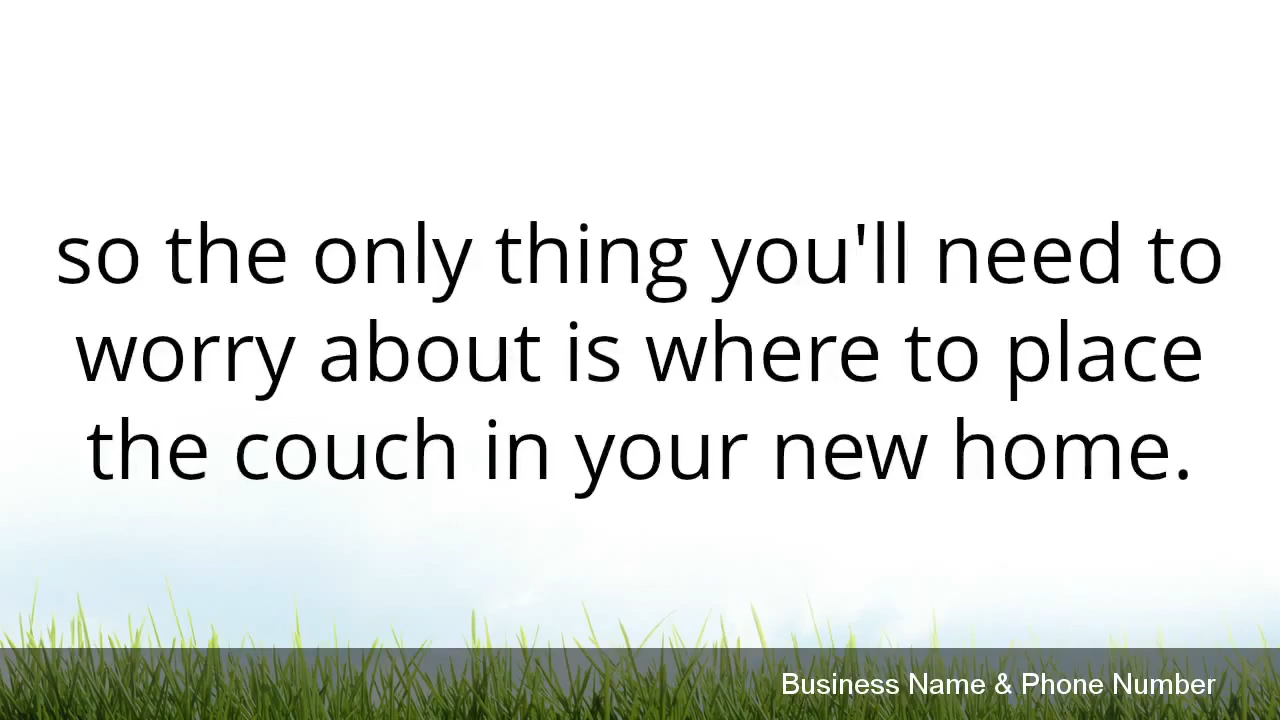 so the only thing you'll need to
worry about is where to place
the couch in your new home.
Business Name & Phone Number